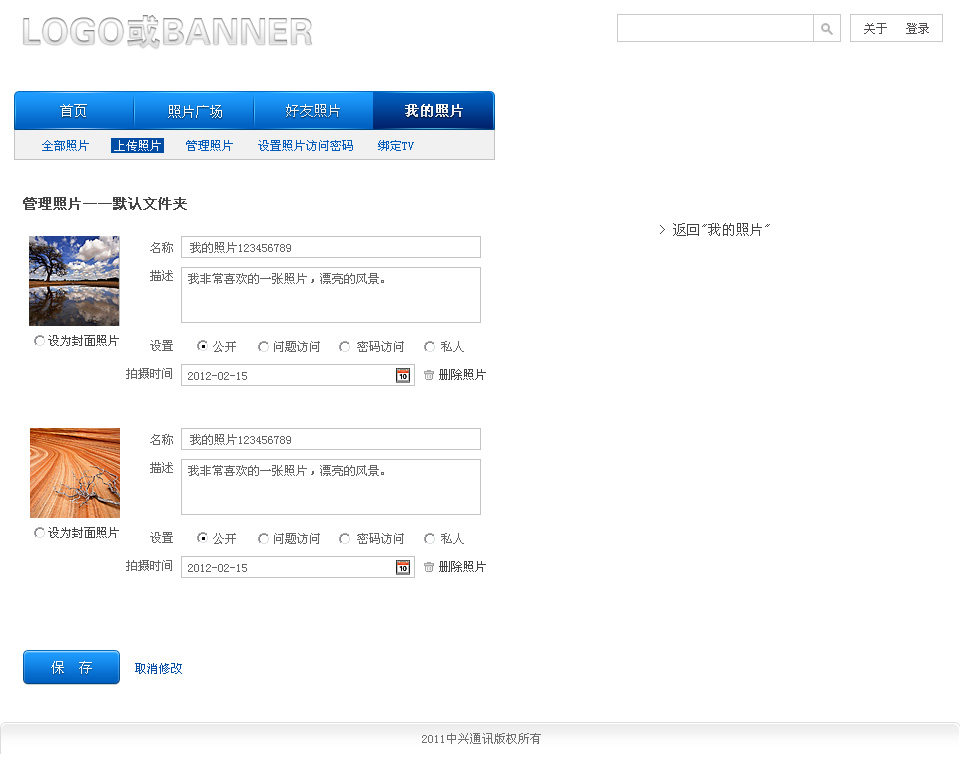 LOGO或BANNER
关于 登录
首页 照片广场 好友照片 我的照片
全部照片 上传照片 管理照片 设置照片访问密码 绑定TV
管理照片——默认文件夹
> 返回"我的照片"
名称 我的照片123456789
描述 我非常喜欢的一张照片，漂亮的风景。
设为封面照片
设置 公开 问题访问 密码访问 私人
拍摄时间 2012-02-15 10 删除照片
名称 我的照片123456789
描述 我非常喜欢的一张照片，漂亮的风景。
设为封面照片
设置 公开 问题访问 密码访问 私人
拍摄时间 2012-02-15 10 删除照片
保 存 取消修改
2011中兴通讯版权所有